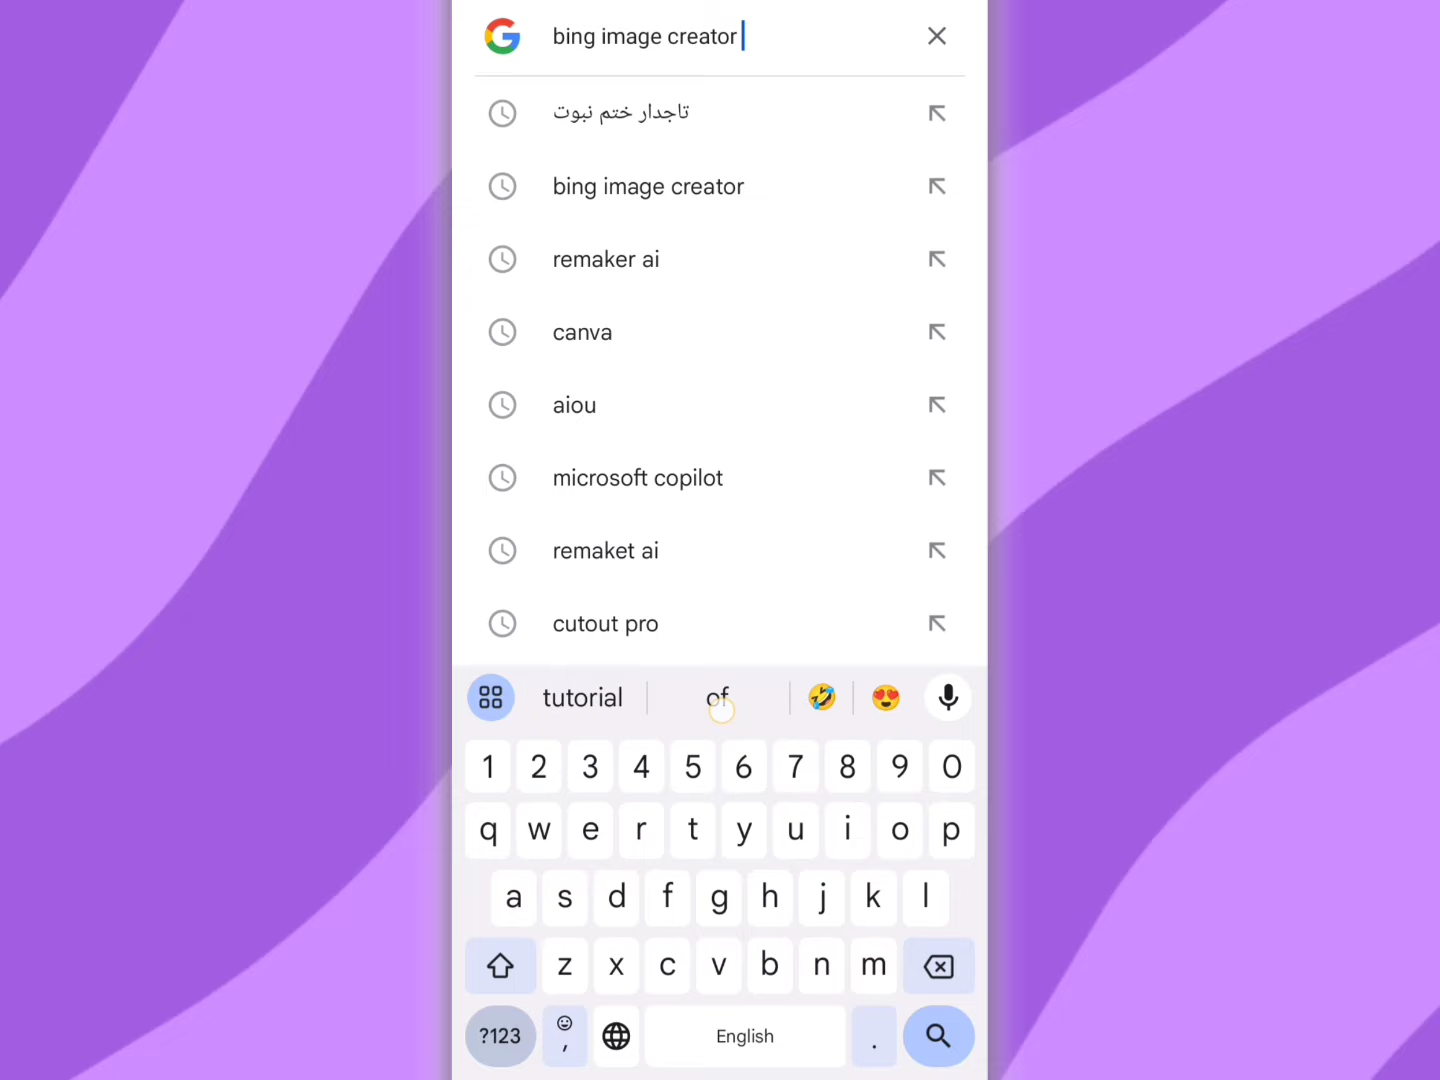 bing image creator
تاجدار ختم نبوت
bing image creator
remaker ai
canva
aiou
microsoft copilot
remaket ai
cutout pro
tutorial of
1 2 3 4 5 6 7 8 9 0
q w e r t y u i o p
a s d f g h j k l
z x c v b n m
?123 , English .